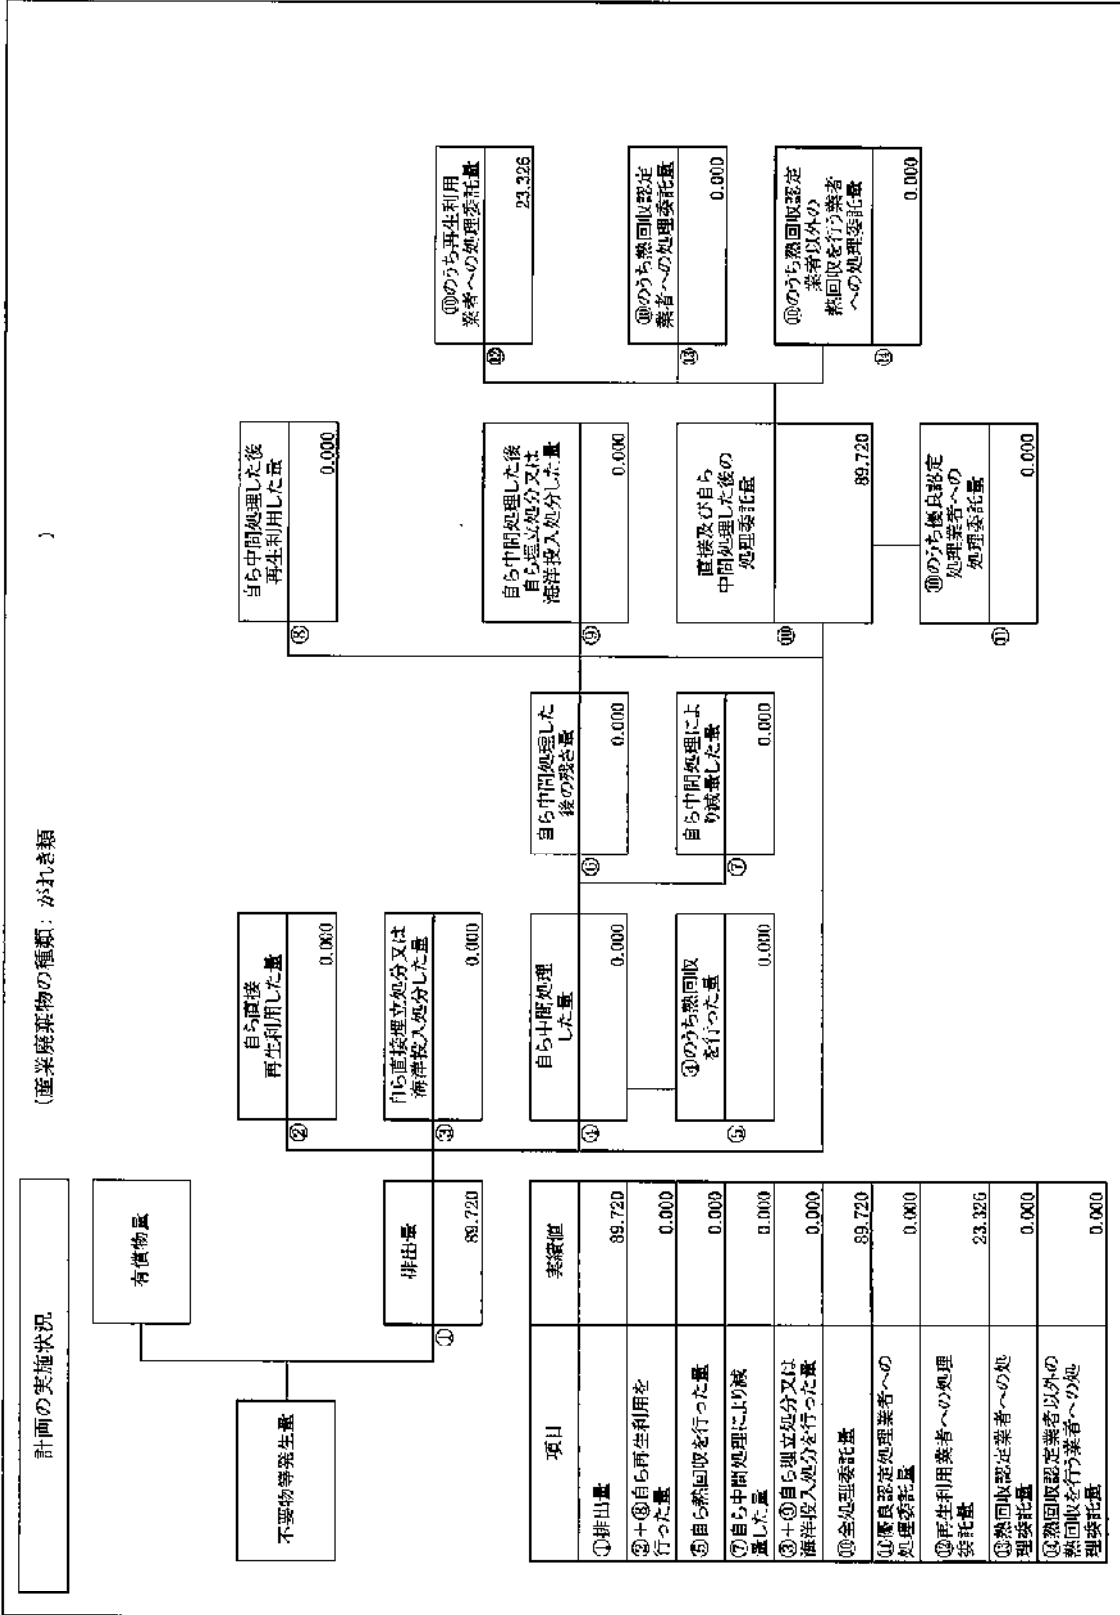 計画の実施状況
(産業廃棄物の種類：がれき類
)
不要物等発生量
有償物量
①
排出量
89.720
②
自ら直接
再生利用した量
0.000
③
自ら直接埋立処分又は
海洋投入処分した量
0.000
④
自ら中間処理
した量
0.000
⑤
④のうち熱回収
を行った量
0.000
⑥
自ら中間処理した
後の残さ量
0.000
⑦
自ら中間処理によ
り減量した量
0.000
⑧
自ら中間処理した後
再生利用した量
0.000
⑨
自ら中間処理した後
自ら埋立処分又は
海洋投入処分した量
0.000
⑩
直接及び自ら
中間処理した後の
処理委託量
89.720
⑪
⑩のうち優良認定
処理業者への
処理委託量
0.000
⑫
⑩のうち再生利用
業者への処理委託量
23.326
⑬
⑩のうち熱回収認定
業者への処理委託量
0.000
⑭
⑩のうち熱回収認定
業者以外の
熱回収を行う業者
への処理委託量
0.000
項目 実績値
①排出量 89.720
②+⑧自ら再生利用を
行った量 0.000
⑤自ら熱回収を行った量 0.000
⑦自ら中間処理により減
量した量 0.000
③+⑨自ら埋立処分又は
海洋投入処分を行った量 0.000
⑩全処理委託量 89.720
⑪優良認定処理業者への
処理委託量 0.000
⑫再生利用業者への処理
委託量 23.326
⑬熱回収認定業者への処
理委託量 0.000
⑭熱回収認定業者以外の
熱回収を行う業者への処
理委託量 0.000